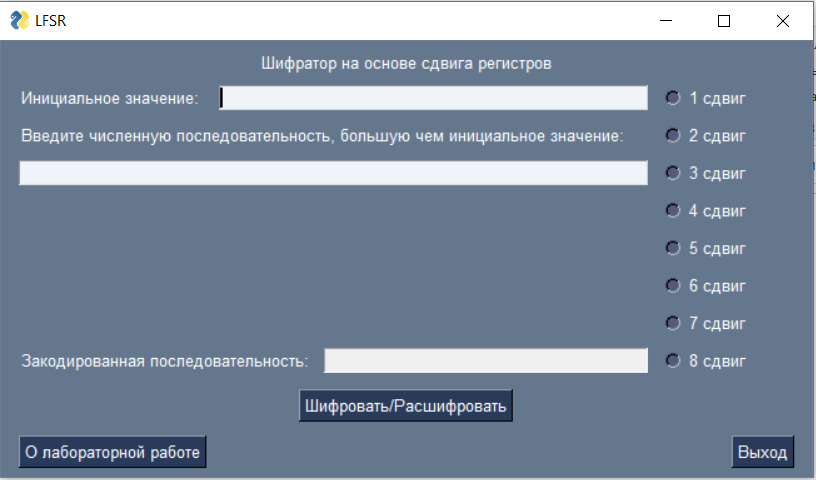 LFSR
Шифратор на основе сдвига регистров
Инициальное значение:
1 сдвиг
Введите численную последовательность, большую чем инициальное значение:
2 сдвиг
3 сдвиг
4 сдвиг
5 сдвиг
6 сдвиг
7 сдвиг
Закодированная последовательность:
8 сдвиг
Шифровать/Расшифровать
О лабораторной работе
Выход